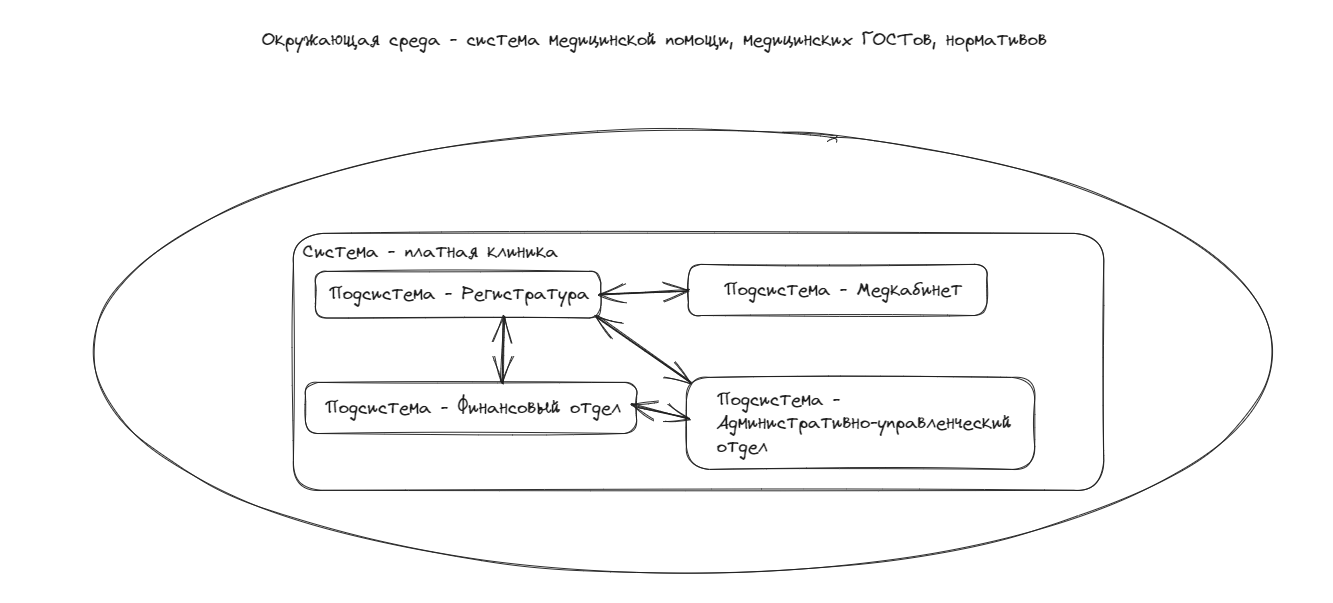 Окружающая среда - система медицинской помощи, медицинских ГОСТов, нормативов
Система - платная клиника
Подсистема - Регистратура
Подсистема - Медкабинет
Подсистема - Финансовый отдел
Подсистема -
Административно-управленческий
отдел